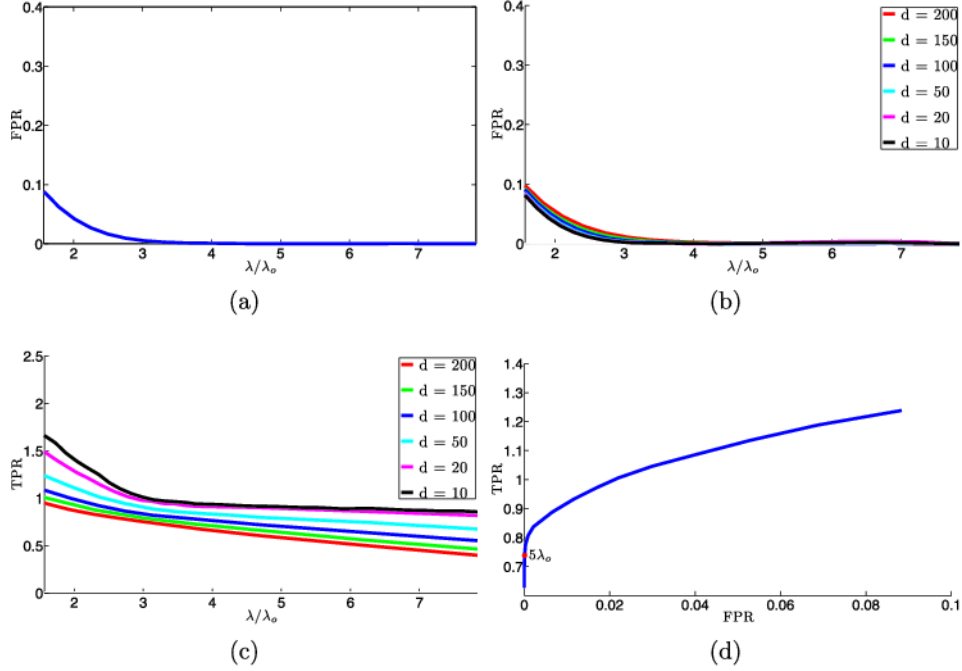 0.4
0.3
0.2
0.1
0
FPR
2
3
4
5
6
7
λ/λo
(a)
0.4
0.3
0.2
0.1
0
FPR
2
3
4
5
6
7
λ/λo
d = 200
d = 150
d = 100
d = 50
d = 20
d = 10
(b)
2.5
2
1.5
1
0.5
0
TPR
2
3
4
5
6
7
λ/λo
d = 200
d = 150
d = 100
d = 50
d = 20
d = 10
(c)
1.4
1.3
1.2
1.1
1
0.9
0.8
0.7
TPR
5λo
0
0.02
0.04
0.06
0.08
0.1
FPR
(d)